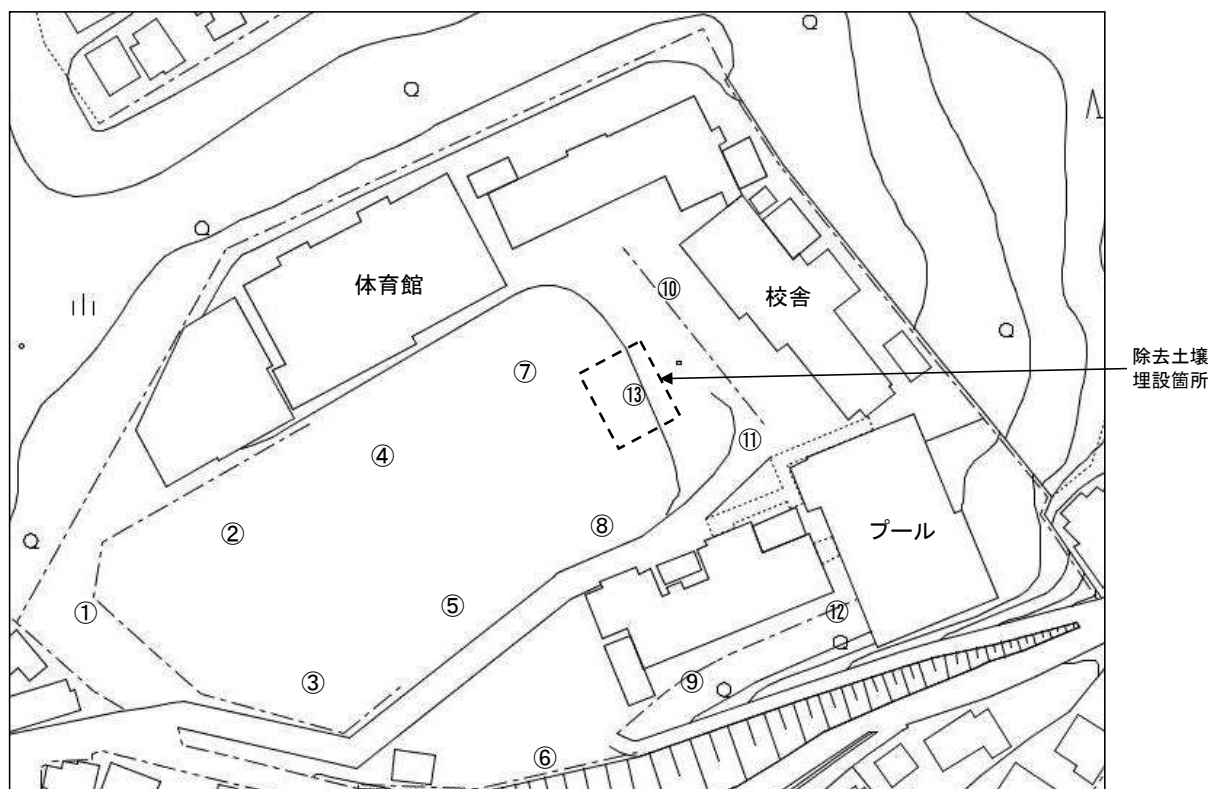 体育館
⑩
校舎
除去土壌
埋設箇所
⑦
⑬
④
⑪
②
⑧
プール
①
⑤
⑫
③
⑨
⑥